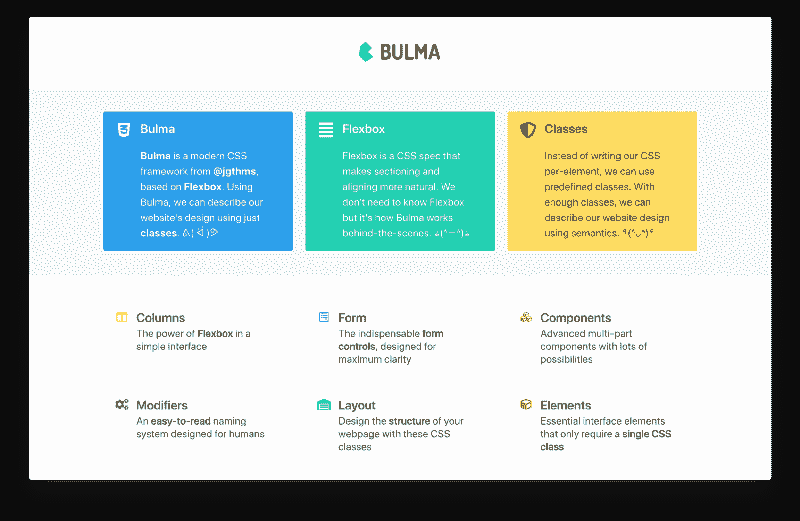 BULMA
Bulma
Bulma is a modern CSS
framework from @jgthms,
based on Flexbox. Using
Bulma, we can describe our
website's design using just
classes.
Flexbox
Flexbox is a CSS spec that
makes sectioning and
aligning more natural. We
don't need to know Flexbox
but it's how Bulma works
behind-the-scenes.
Classes
Instead of writing our CSS
per-element, we can use
predefined classes. With
enough classes, we can
describe our website design
using semantics.
Columns
The power of Flexbox in a
simple interface
Form
The indispensable form
controls, designed for
maximum clarity
Components
Advanced multi-part
components with lots of
possibilities
Modifiers
An easy-to-read naming
system designed for humans
Layout
Design the structure of your
webpage with these CSS
classes
Elements
Essential interface elements
that only require a single CSS
class